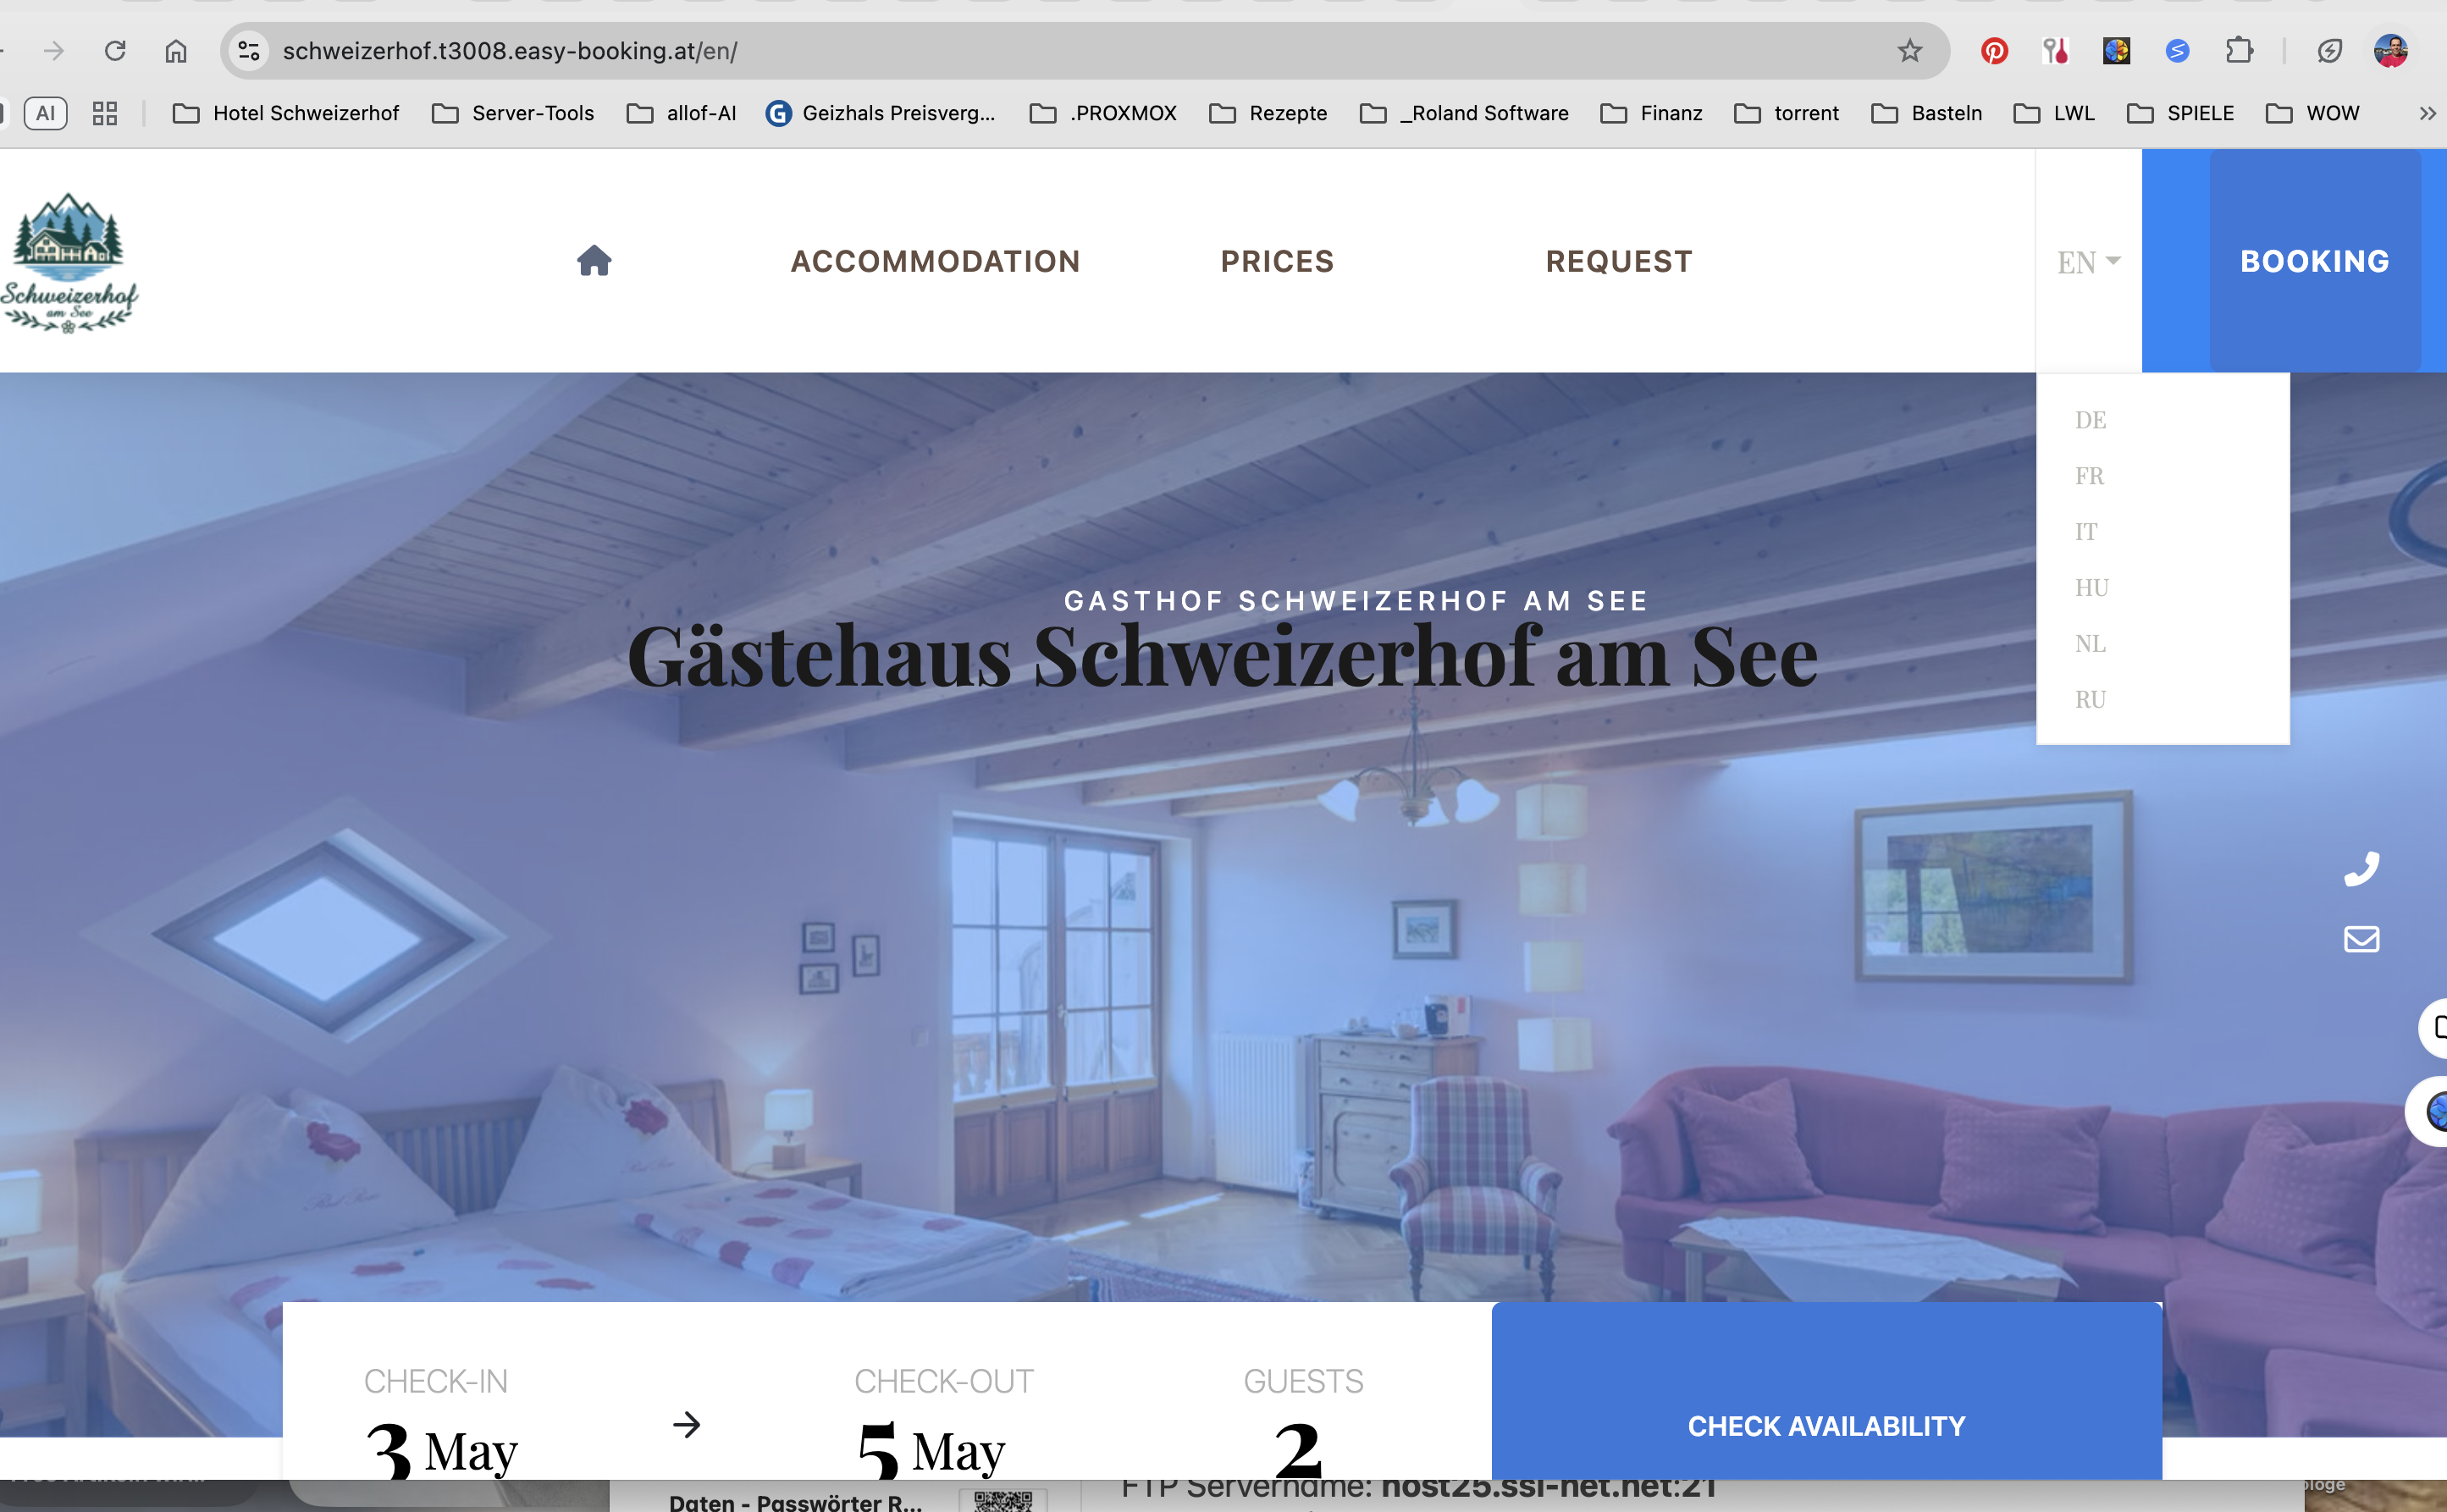 schweizerhof.t3008.easy-booking.at/en/
AI
Hotel Schweizerhof
Server-Tools
allof-AI
G
Geizhals Preisverg...
.PROXMOX
Rezepte
_Roland Software
Finanz
torrent
Basteln
LWL
SPIELE
WOW
Schweizerhof
am See
ACCOMMODATION
PRICES
REQUEST
EN
BOOKING
DE
FR
IT
HU
NL
RU
GASTHOF SCHWEIZERHOF AM SEE
Gästehaus Schweizerhof am See
CHECK-IN
3 May
CHECK-OUT
5 May
GUESTS
2
CHECK AVAILABILITY
Daten - Passwörter R...
FTP Servername: host25.ssl-net.net:21